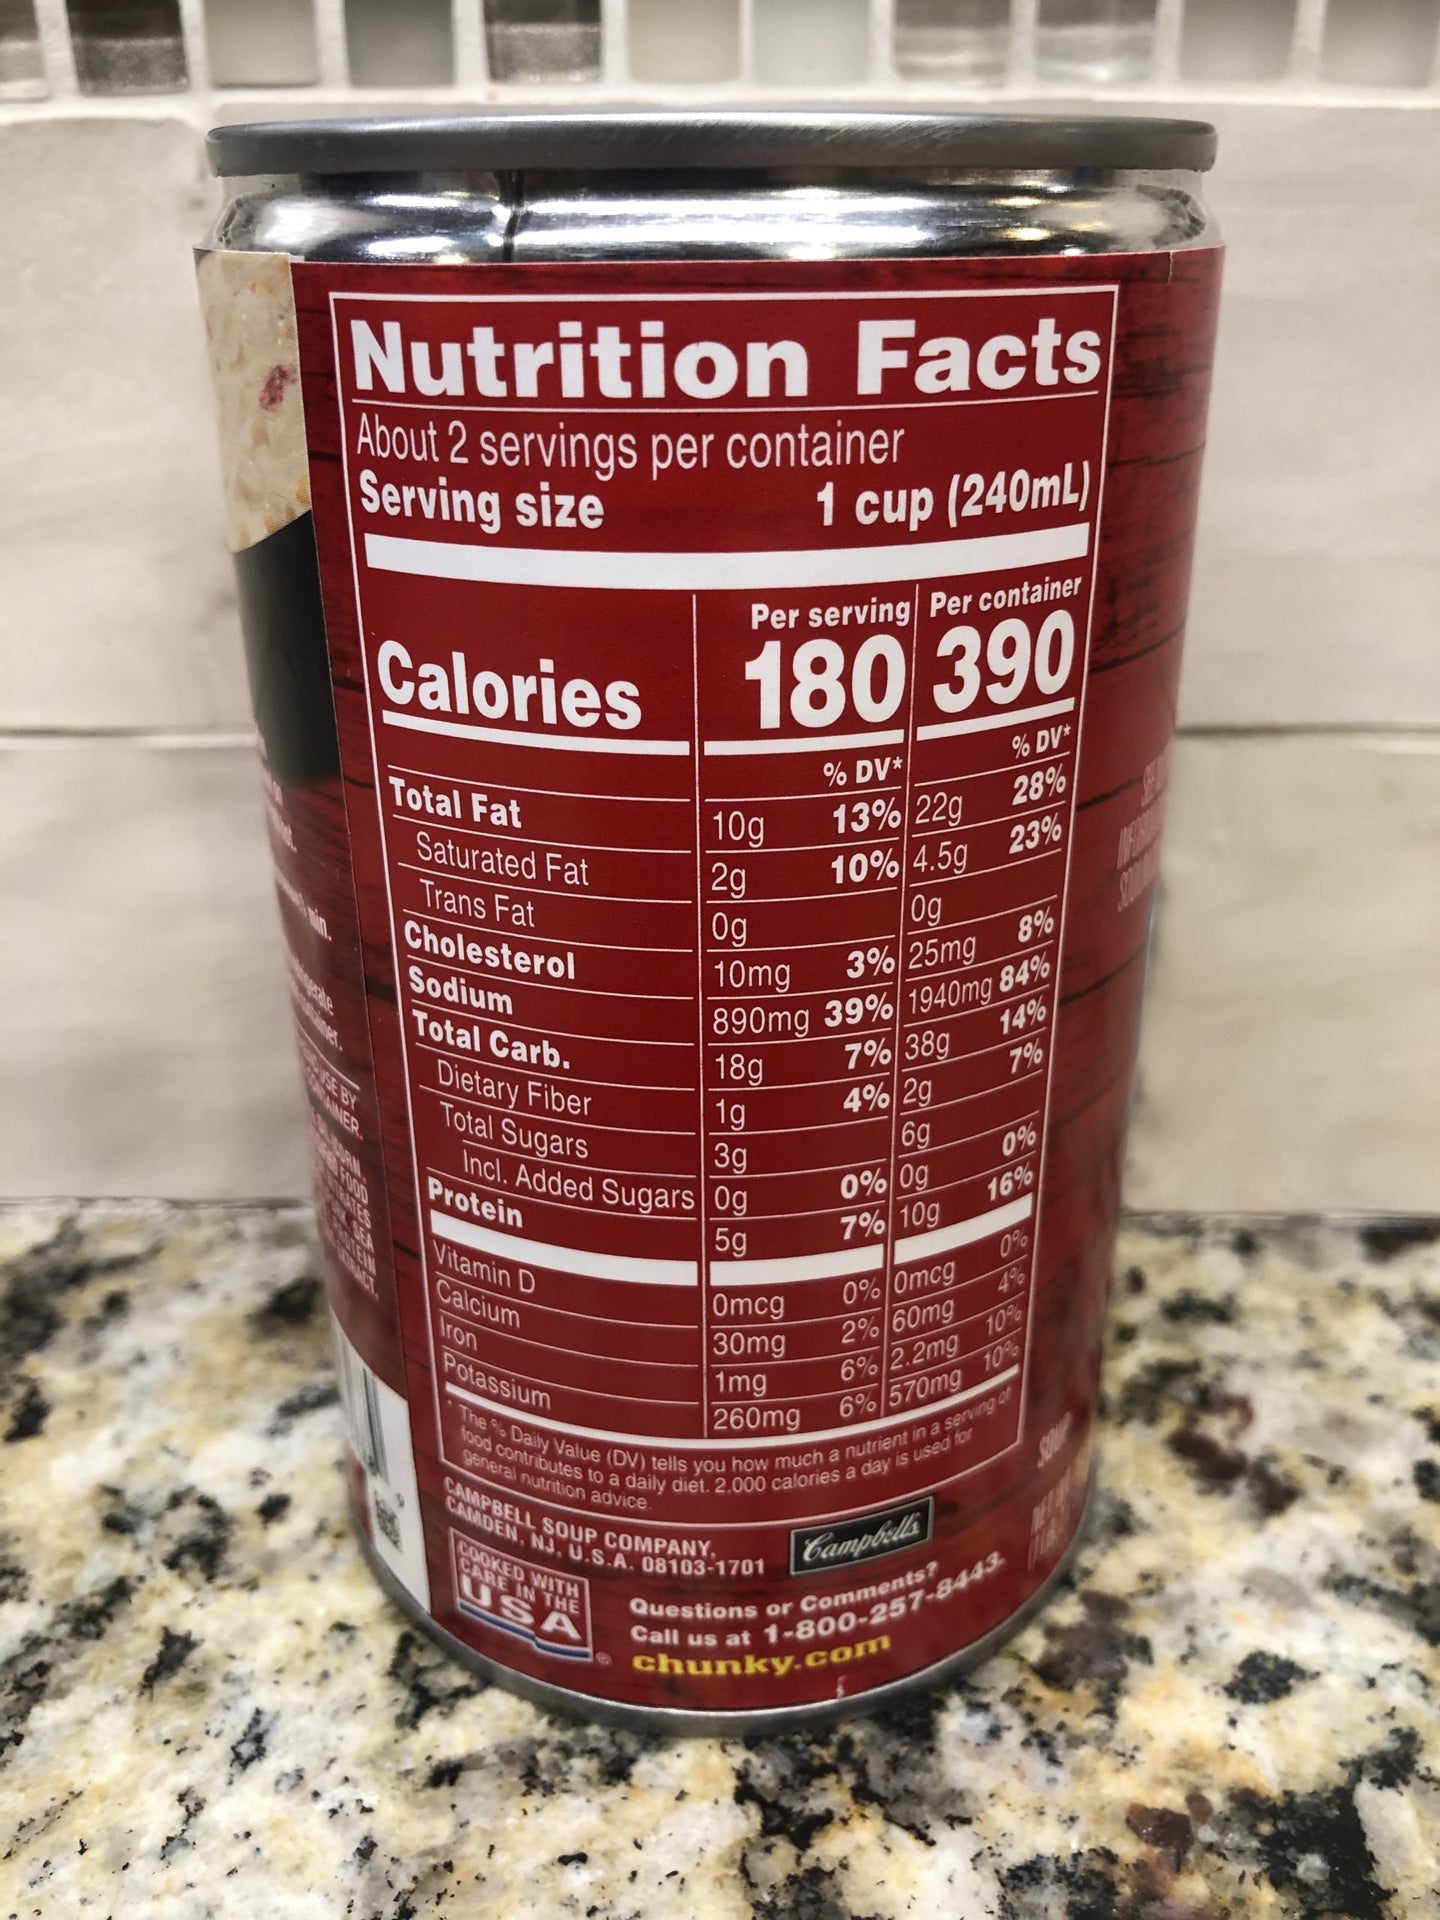 Nutrition Facts
About 2 servings per container
Serving size 1 cup (240mL)
Per serving Per container
Calories 180 390
% DV* % DV*
Total Fat 10g 13% 22g 28%
Saturated Fat 2g 10% 4.5g 23%
Trans Fat 0g 0g
Cholesterol 10mg 3% 25mg 8%
Sodium 890mg 39% 1940mg 84%
Total Carb. 18g 7% 38g 14%
Dietary Fiber 1g 4% 2g 7%
Total Sugars 3g 6g
Incl. Added Sugars 0g 0% 0g 0%
Protein 5g 7% 10g 16%
Vitamin D 0mcg 0% 0mcg 0%
Calcium 30mg 2% 60mg 4%
Iron 1mg 6% 2.2mg 10%
Potassium 260mg 6% 570mg 10%
* The % Daily Value (DV) tells you how much a nutrient in a serving of
food contributes to a daily diet. 2,000 calories a day is used for
general nutrition advice.
CAMPBELL SOUP COMPANY,
CAMDEN, NJ, U.S.A. 08103-1701
Campbell's
COOKED WITH
CARE IN THE
USA
®
Questions or Comments?
Call us at 1-800-257-8443.
chunky.com
min.
USE BY
SOUP